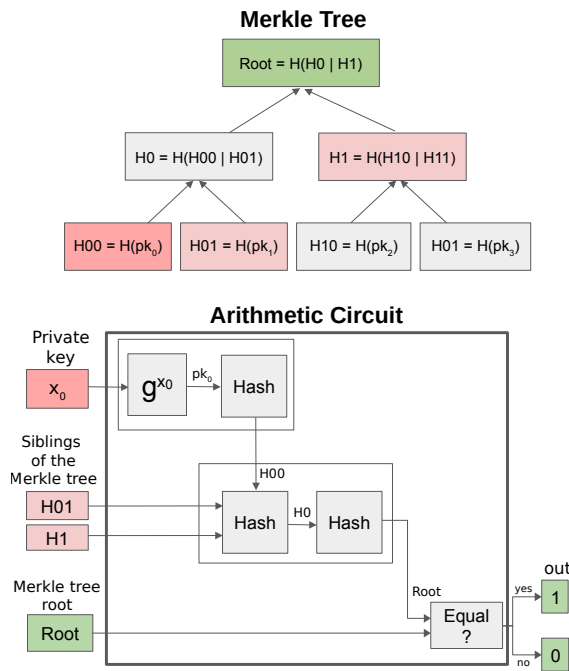 Merkle Tree
Root = H(H0 | H1)
H0 = H(H00 | H01)
H1 = H(H10 | H11)
H00 = H(pk₀)
H01 = H(pk₁)
H10 = H(pk₂)
H01 = H(pk₃)
Arithmetic Circuit
Private
key
x₀
g^x₀
pk₀
Hash
Siblings
of the
Merkle tree
H01
H1
H00
Hash
H0
Hash
Merkle tree
root
Root
Root
Equal
?
yes
no
out
1
0